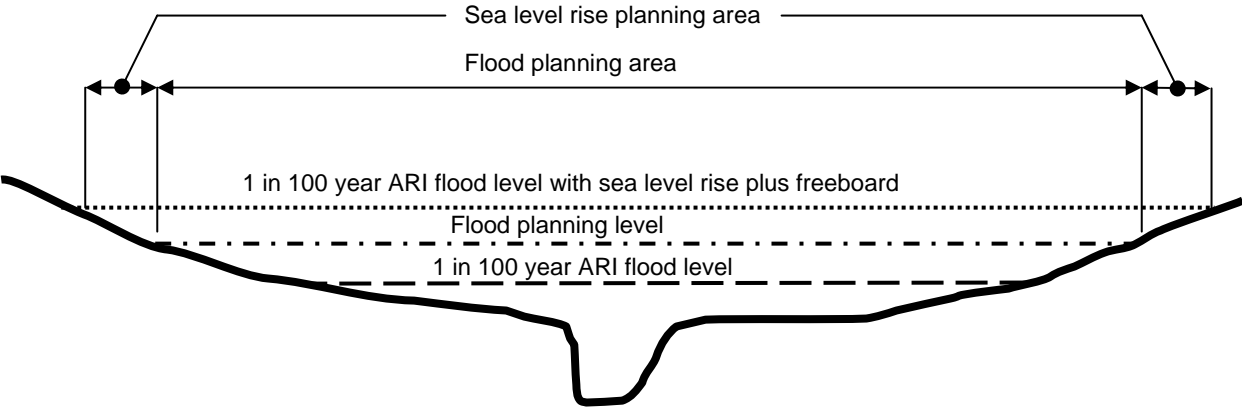 Sea level rise planning area
Flood planning area
1 in 100 year ARI flood level with sea level rise plus freeboard
Flood planning level
1 in 100 year ARI flood level